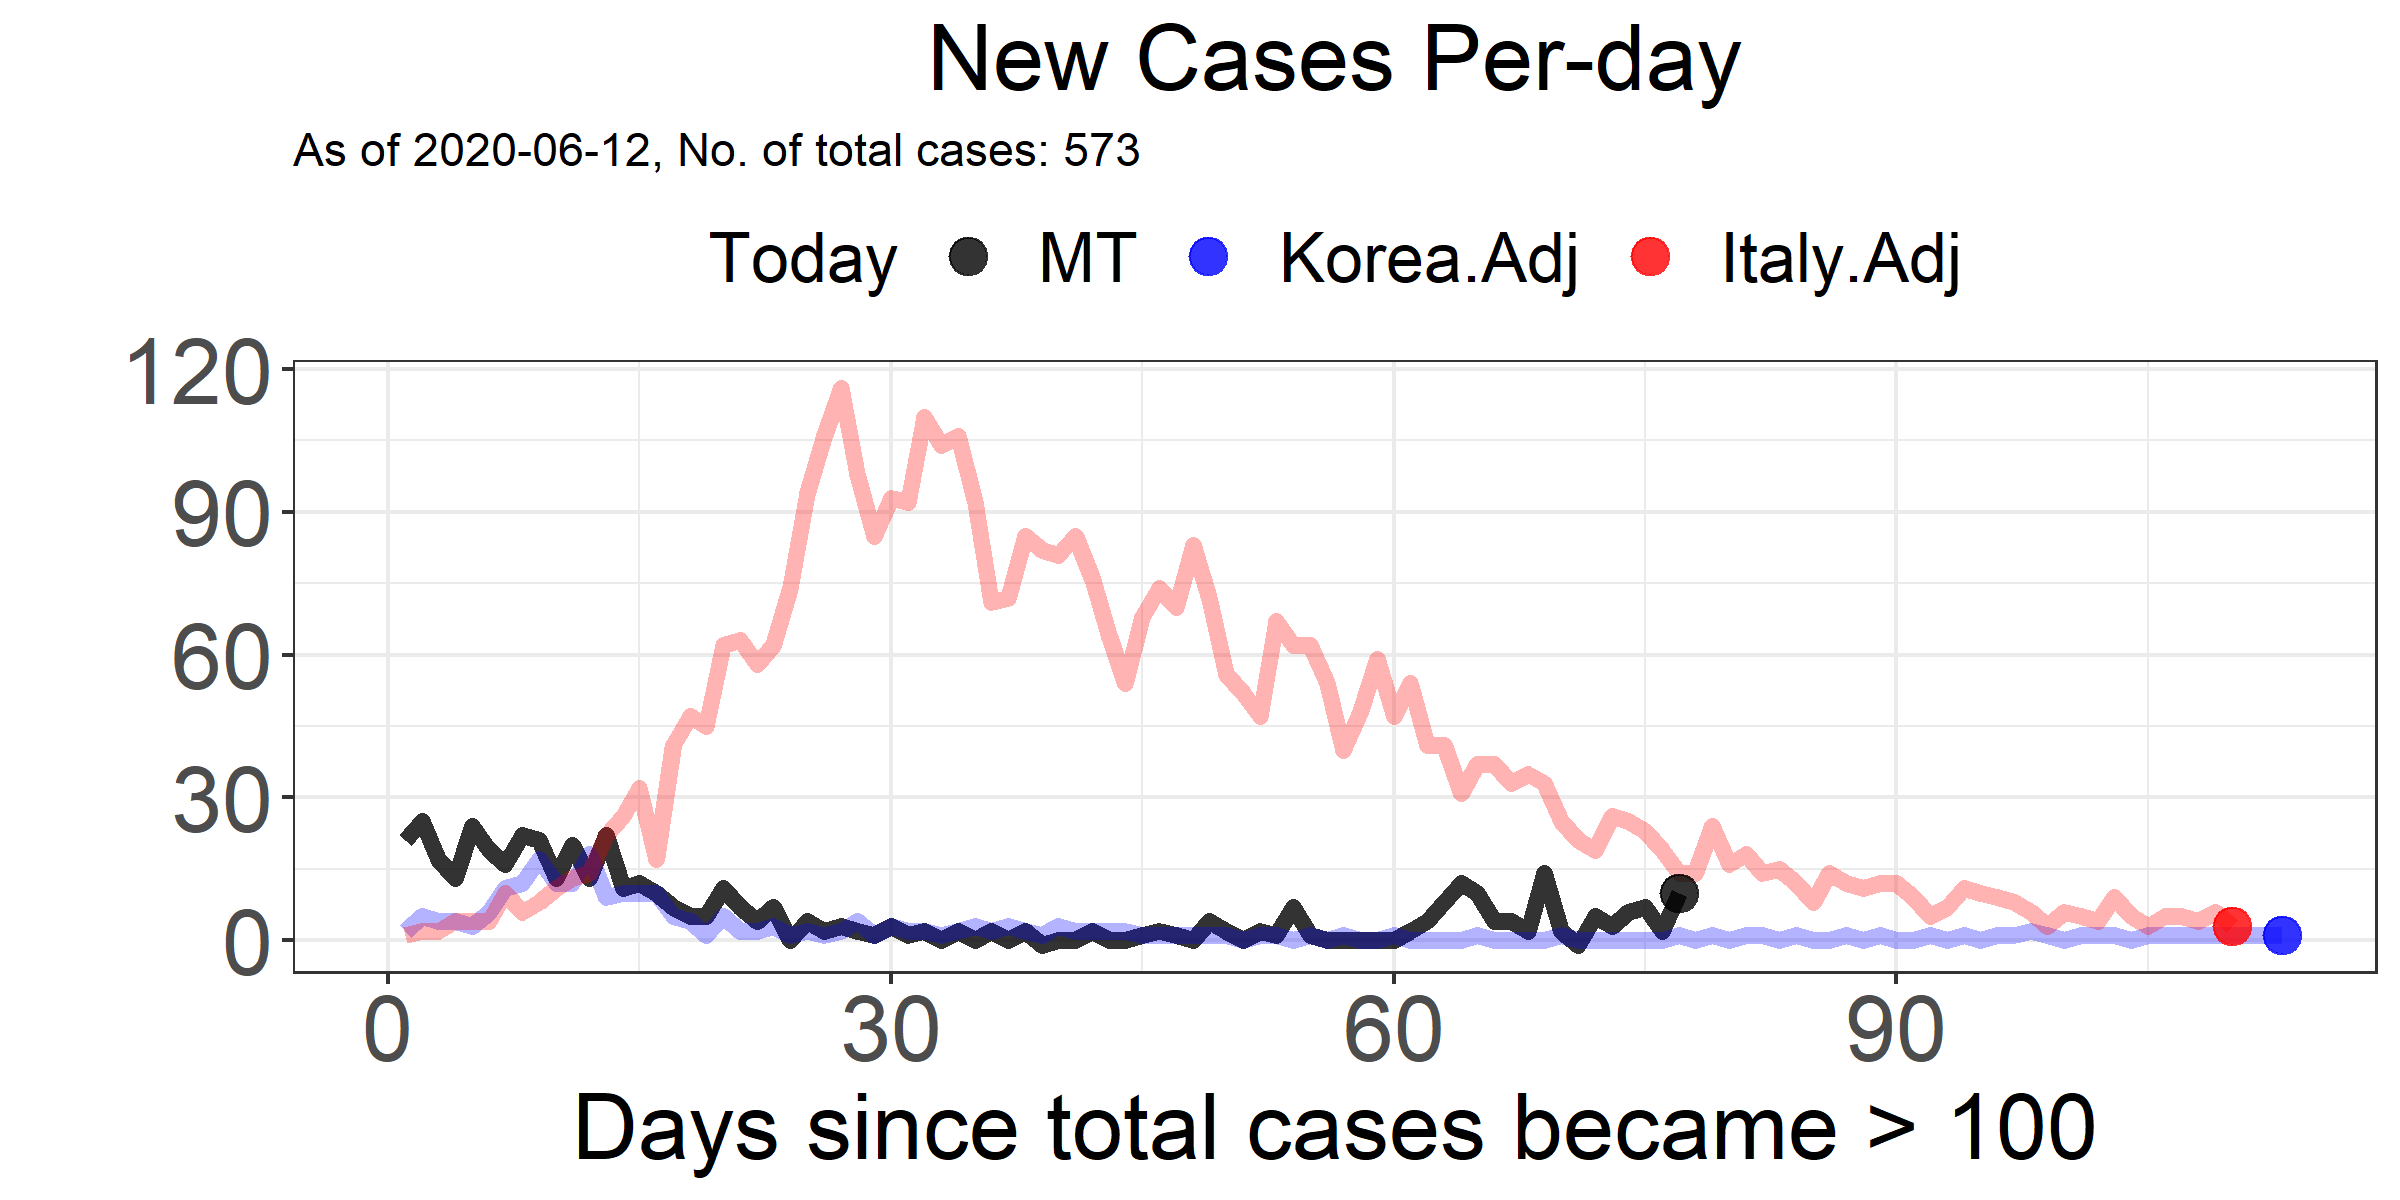 New Cases Per-day
As of 2020-06-12, No. of total cases: 573
Today MT Korea.Adj Italy.Adj
120
90
60
30
0
0 30 60 90
Days since total cases became > 100